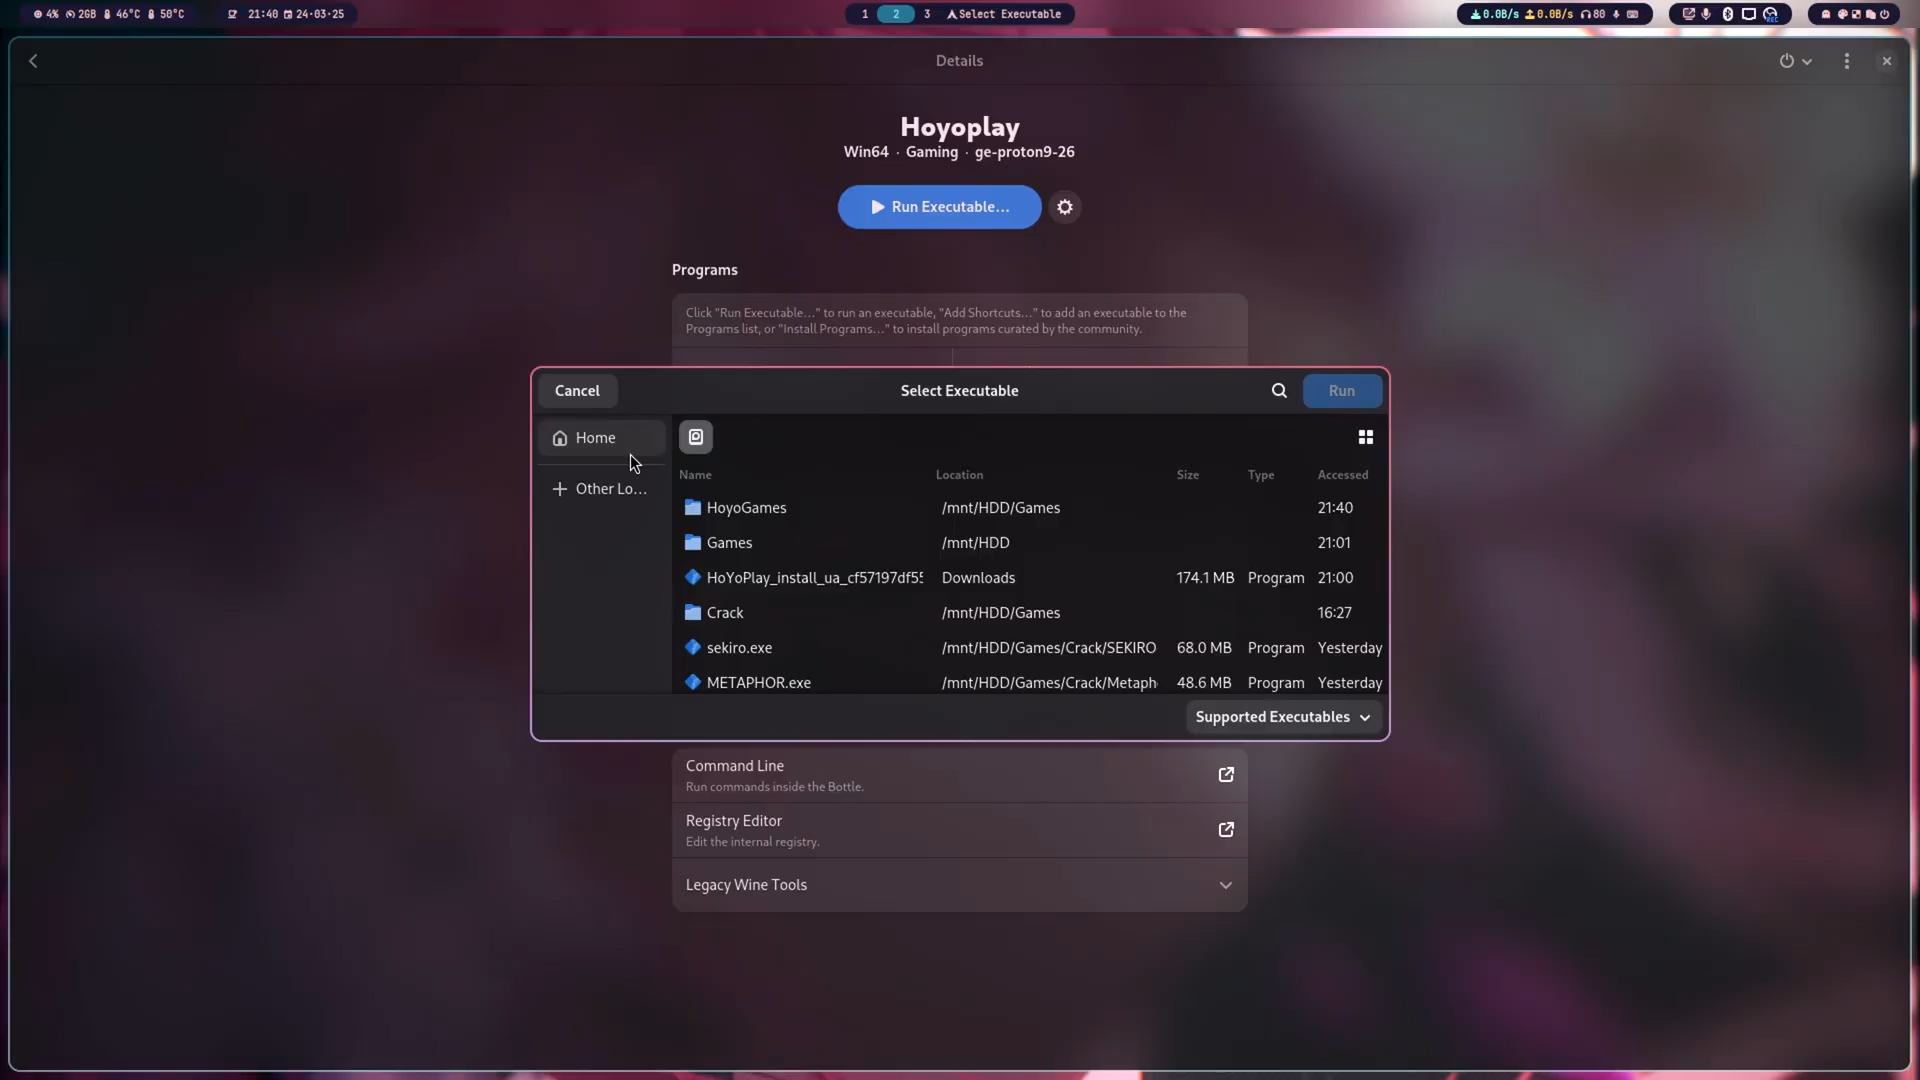 4% 2GB 46°C 50°C
21:40 24·03·25
1 2 3 Select Executable
0.0B/s 0.0B/s 80
REC
Details
Hoyoplay
Win64 · Gaming · ge-proton9-26
Run Executable…
Programs
Click "Run Executable…" to run an executable, "Add Shortcuts…" to add an executable to the
Programs list, or "Install Programs…" to install programs curated by the community.
Cancel
Select Executable
Run
Home
Other Lo…
Name Location Size Type Accessed
HoyoGames /mnt/HDD/Games 21:40
Games /mnt/HDD 21:01
HoYoPlay_install_ua_cf57197df55 Downloads 174.1 MB Program 21:00
Crack /mnt/HDD/Games 16:27
sekiro.exe /mnt/HDD/Games/Crack/SEKIRO 68.0 MB Program Yesterday
METAPHOR.exe /mnt/HDD/Games/Crack/Metaph 48.6 MB Program Yesterday
Supported Executables
Command Line
Run commands inside the Bottle.
Registry Editor
Edit the internal registry.
Legacy Wine Tools